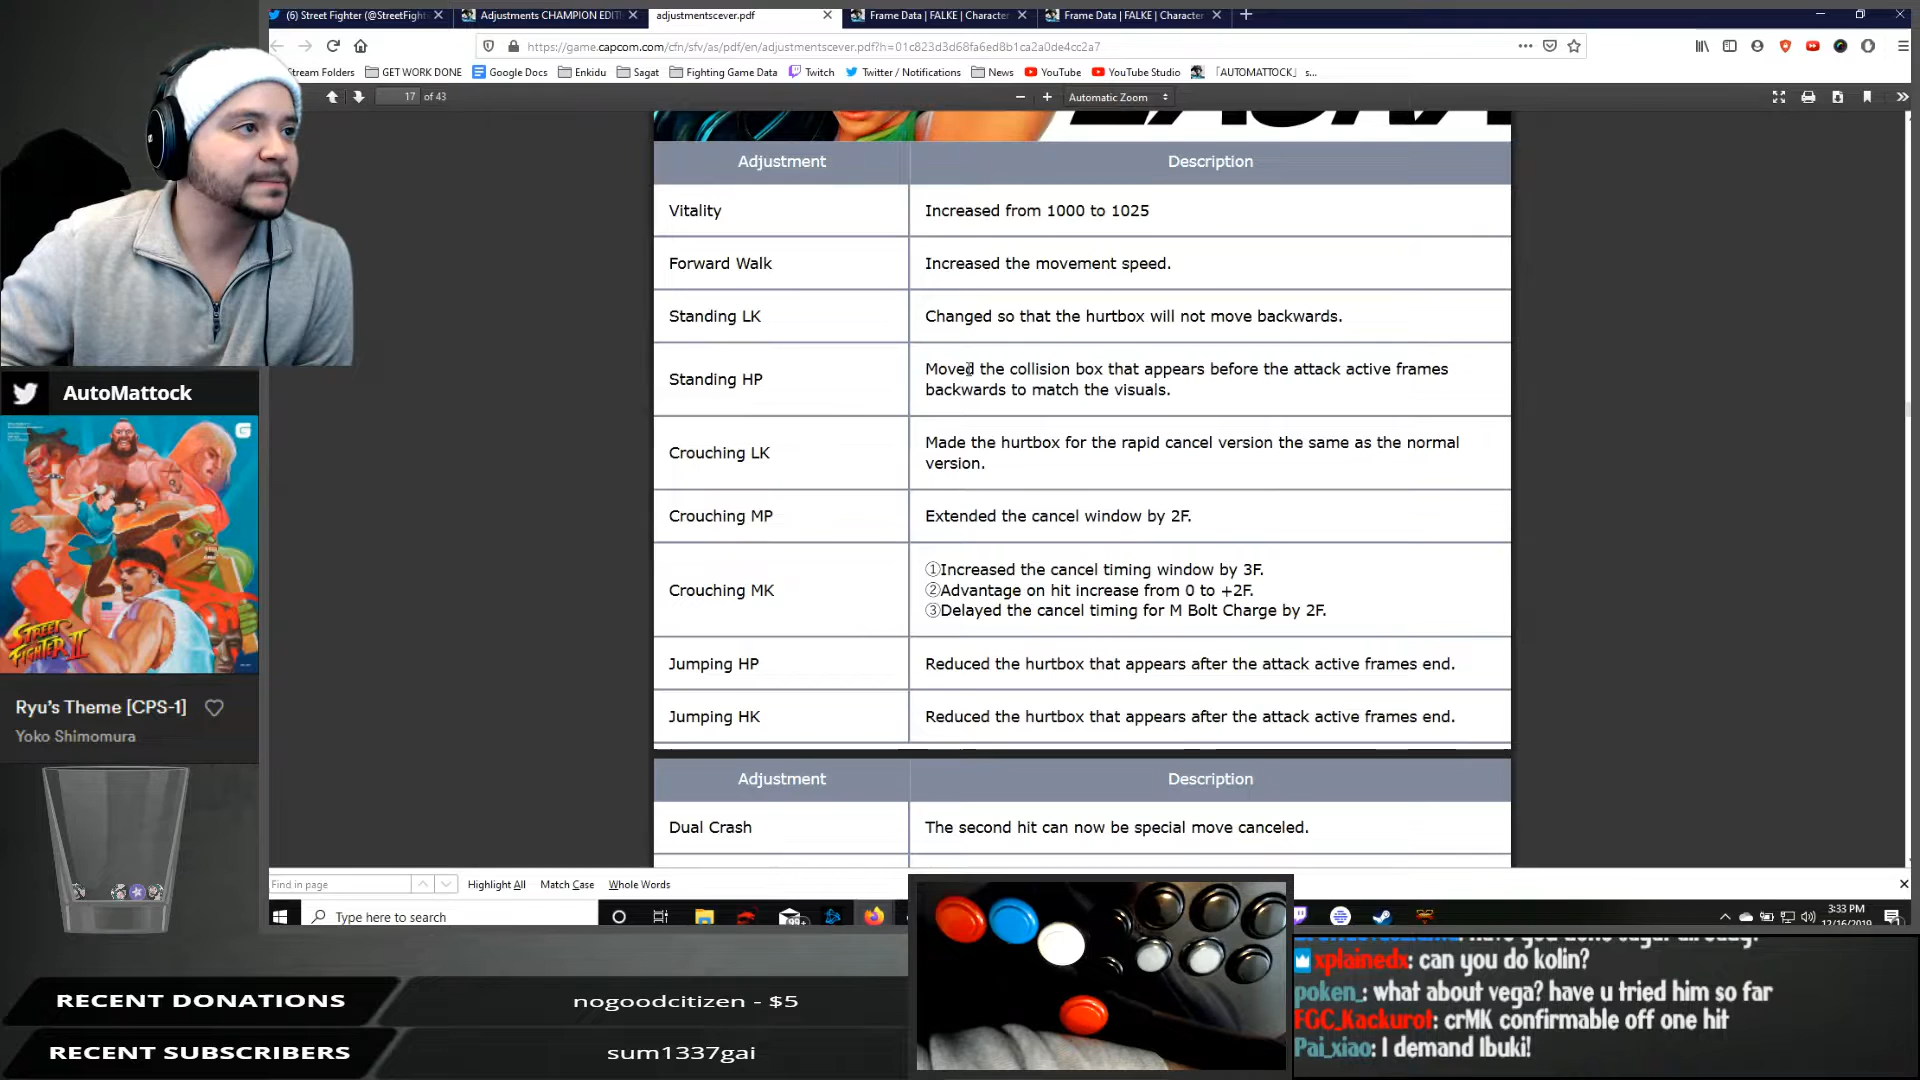 (6) Street Fighter (@StreetFigh
Adjustments CHAMPION EDIT
adjustmentscever.pdf
Frame Data | FALKE | Character
Frame Data | FALKE | Character
https://game.capcom.com/cfn/sfv/as/pdf/en/adjustmentscever.pdf?h=01c823d3d68fa6ed8b1ca2a0de4cc2a7
Stream Folders
GET WORK DONE
Google Docs
Enkidu
Sagat
Fighting Game Data
Twitch
Twitter / Notifications
News
YouTube
YouTube Studio
「AUTOMATTOCK」 s...
17 of 43
Automatic Zoom
Adjustment Description
Vitality Increased from 1000 to 1025
Forward Walk Increased the movement speed.
Standing LK Changed so that the hurtbox will not move backwards.
Standing HP Moved the collision box that appears before the attack active frames
backwards to match the visuals.
Crouching LK Made the hurtbox for the rapid cancel version the same as the normal
version.
Crouching MP Extended the cancel window by 2F.
Crouching MK ①Increased the cancel timing window by 3F.
②Advantage on hit increase from 0 to +2F.
③Delayed the cancel timing for M Bolt Charge by 2F.
Jumping HP Reduced the hurtbox that appears after the attack active frames end.
Jumping HK Reduced the hurtbox that appears after the attack active frames end.
Adjustment Description
Dual Crash The second hit can now be special move canceled.
Find in page
Highlight All
Match Case
Whole Words
Type here to search
99+
3:33 PM
12/16/2019
AutoMattock
STREET FIGHTER II
Ryu's Theme [CPS-1]
Yoko Shimomura
RECENT DONATIONS nogoodcitizen - $5
RECENT SUBSCRIBERS sum1337gai
xplainedx: can you do kolin?
poken_: what about vega? have u tried him so far
FGC_Kackurot: crMK confirmable off one hit
Pai_xiao: I demand Ibuki!